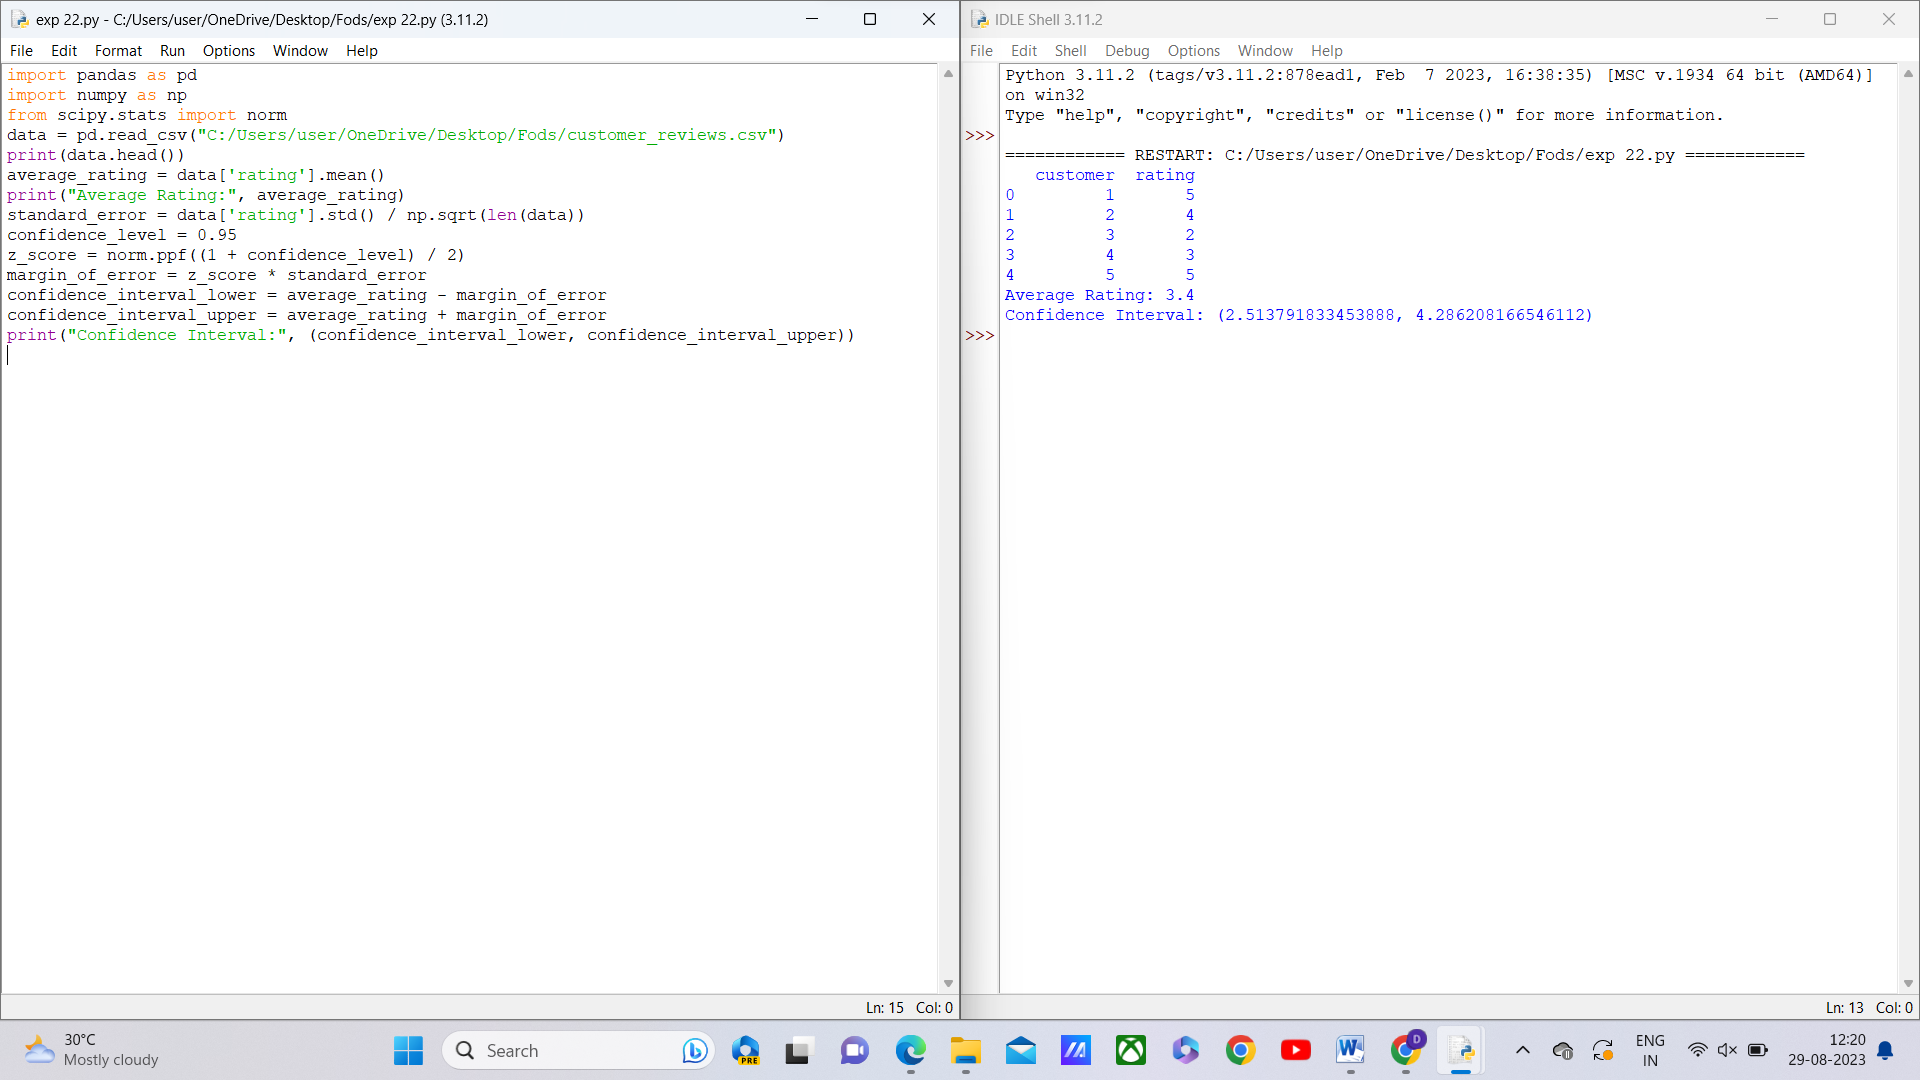 exp 22.py - C:/Users/user/OneDrive/Desktop/Fods/exp 22.py (3.11.2)
File Edit Format Run Options Window Help
import pandas as pd
import numpy as np
from scipy.stats import norm
data = pd.read_csv("C:/Users/user/OneDrive/Desktop/Fods/customer_reviews.csv")
print(data.head())
average_rating = data['rating'].mean()
print("Average Rating:", average_rating)
standard_error = data['rating'].std() / np.sqrt(len(data))
confidence_level = 0.95
z_score = norm.ppf((1 + confidence_level) / 2)
margin_of_error = z_score * standard_error
confidence_interval_lower = average_rating - margin_of_error
confidence_interval_upper = average_rating + margin_of_error
print("Confidence Interval:", (confidence_interval_lower, confidence_interval_upper))
Ln: 15 Col: 0
IDLE Shell 3.11.2
File Edit Shell Debug Options Window Help
Python 3.11.2 (tags/v3.11.2:878ead1, Feb  7 2023, 16:38:35) [MSC v.1934 64 bit (AMD64)]
on win32
Type "help", "copyright", "credits" or "license()" for more information.
>>>
============ RESTART: C:/Users/user/OneDrive/Desktop/Fods/exp 22.py ============
   customer  rating
0         1       5
1         2       4
2         3       2
3         4       3
4         5       5
Average Rating: 3.4
Confidence Interval: (2.513791833453888, 4.286208166546112)
>>>
Ln: 13 Col: 0
30°C
Mostly cloudy
Search
PRE
W
D
ENG
IN
12:20
29-08-2023